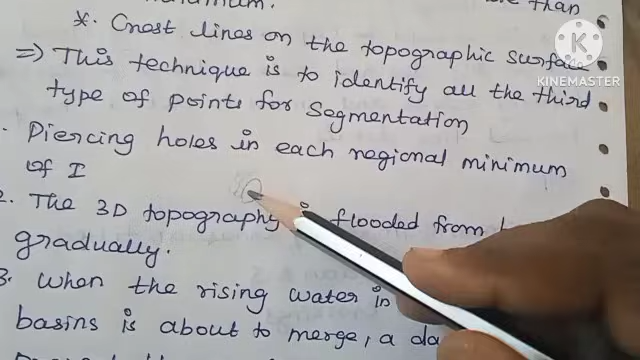 than
* Crest lines on the topographic surface
⇒ This technique is to identify all the third
type of points for segmentation
Piercing holes in each regional minimum
of I
2. The 3D topography is flooded from
gradually.
3. When the rising water in
basins is about to merge, a
K
KINEMASTER